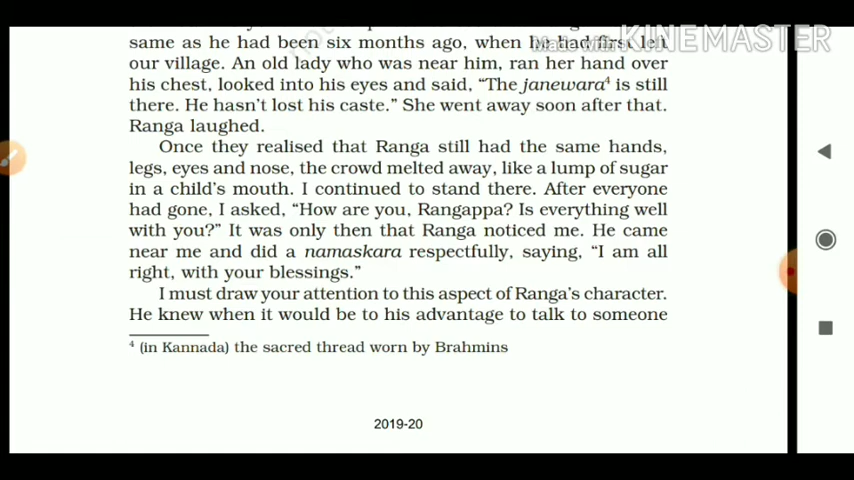 same as he had been six months ago, when he had first left
our village. An old lady who was near him, ran her hand over
his chest, looked into his eyes and said, “The janewara⁴ is still
there. He hasn’t lost his caste.” She went away soon after that.
Ranga laughed.
Once they realised that Ranga still had the same hands,
legs, eyes and nose, the crowd melted away, like a lump of sugar
in a child’s mouth. I continued to stand there. After everyone
had gone, I asked, “How are you, Rangappa? Is everything well
with you?” It was only then that Ranga noticed me. He came
near me and did a namaskara respectfully, saying, “I am all
right, with your blessings.”
I must draw your attention to this aspect of Ranga’s character.
He knew when it would be to his advantage to talk to someone
⁴ (in Kannada) the sacred thread worn by Brahmins
2019-20
Made with KINEMASTER